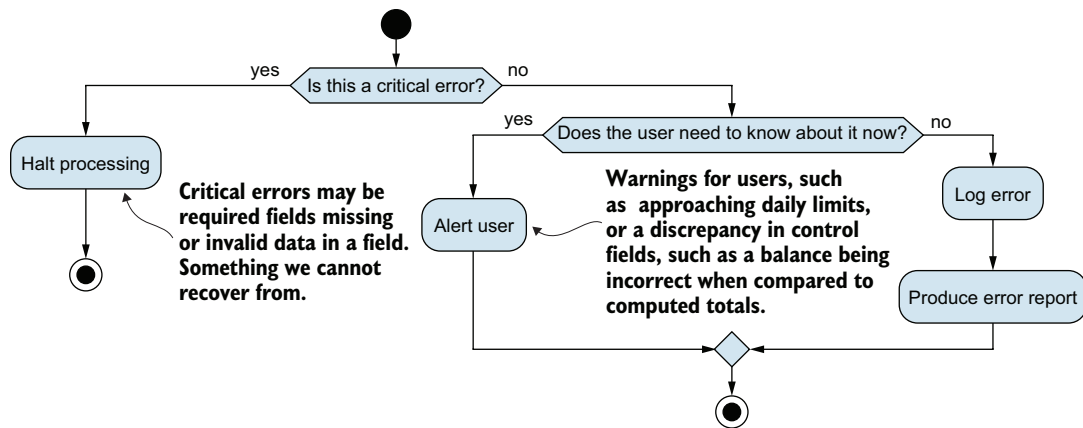 yes
Is this a critical error?
no
Halt processing
Critical errors may be
required fields missing
or invalid data in a field.
Something we cannot
recover from.
yes
Does the user need to know about it now?
no
Alert user
Warnings for users, such
as approaching daily limits,
or a discrepancy in control
fields, such as a balance being
incorrect when compared to
computed totals.
Log error
Produce error report